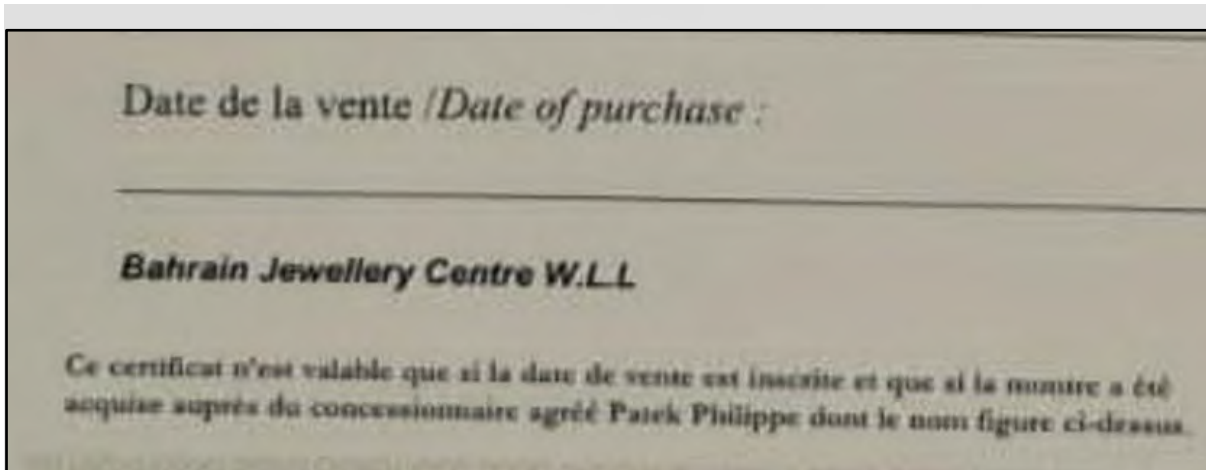 Date de la vente /Date of purchase :
Bahrain Jewellery Centre W.L.L
Ce certificat n'est valable que si la date de vente est inscrite et que si la montre a été
acquise auprès du concessionnaire agréé Patek Philippe dont le nom figure ci-dessus.